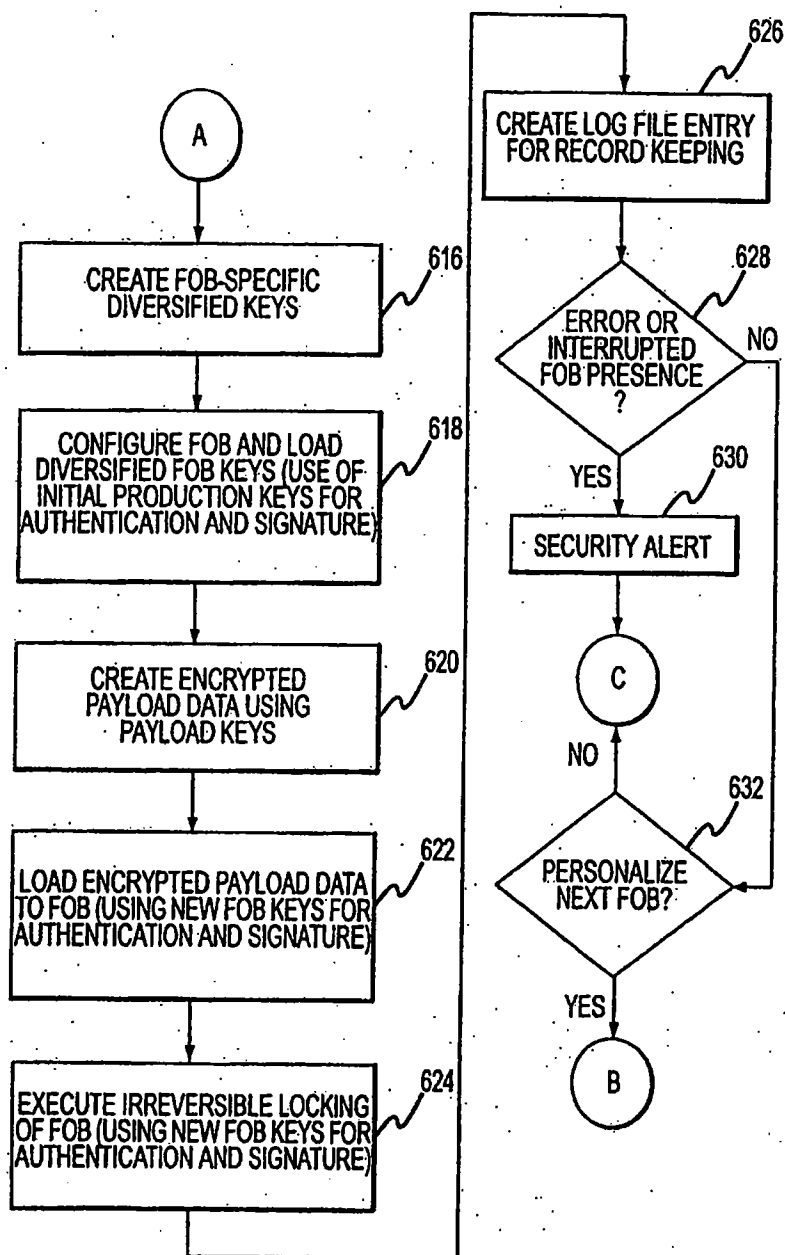 A
CREATE FOB-SPECIFIC
DIVERSIFIED KEYS
616
CONFIGURE FOB AND LOAD
DIVERSIFIED FOB KEYS (USE OF
INITIAL PRODUCTION KEYS FOR
AUTHENTICATION AND SIGNATURE)
618
CREATE ENCRYPTED
PAYLOAD DATA USING
PAYLOAD KEYS
620
LOAD ENCRYPTED PAYLOAD DATA
TO FOB (USING NEW FOB KEYS FOR
AUTHENTICATION AND SIGNATURE)
622
EXECUTE IRREVERSIBLE LOCKING
OF FOB (USING NEW FOB KEYS FOR
AUTHENTICATION AND SIGNATURE)
624
626
CREATE LOG FILE ENTRY
FOR RECORD KEEPING
628
ERROR OR
INTERRUPTED
FOB PRESENCE
?
NO
YES
630
SECURITY ALERT
C
NO
632
PERSONALIZE
NEXT FOB?
YES
B